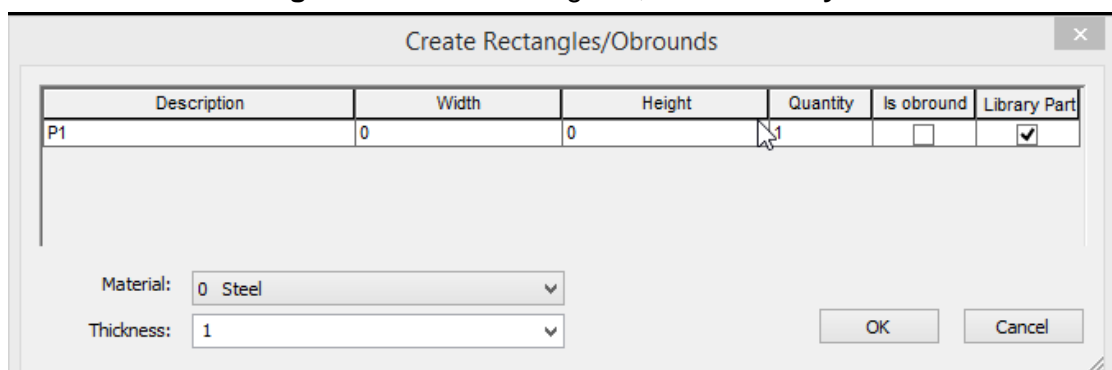 Create Rectangles/Obrounds
Description Width Height Quantity Is obround Library Part
P1 0 0 1
Material: 0 Steel
Thickness: 1
OK Cancel